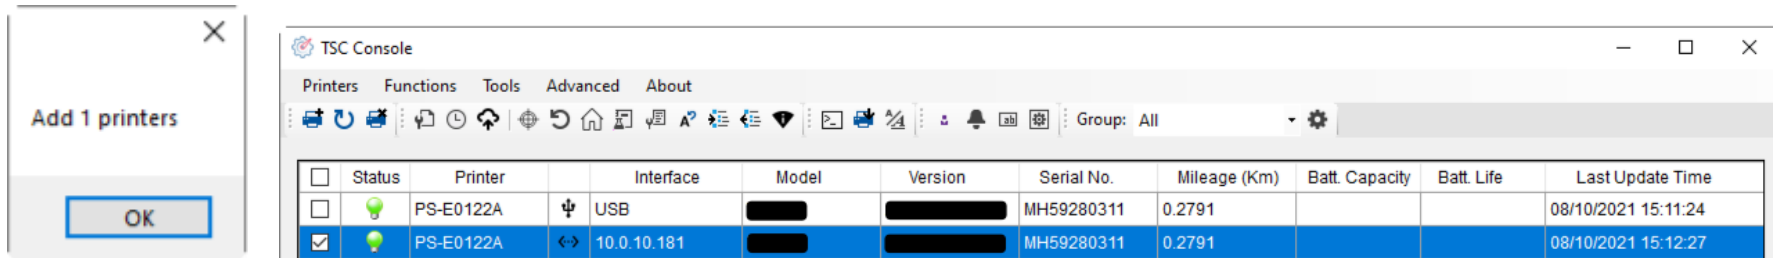 Add 1 printers
OK
TSC Console
Printers Functions Tools Advanced About
Group: All
Status Printer Interface Model Version Serial No. Mileage (Km) Batt. Capacity Batt. Life Last Update Time
PS-E0122A USB MH59280311 0.2791 08/10/2021 15:11:24
PS-E0122A 10.0.10.181 MH59280311 0.2791 08/10/2021 15:12:27